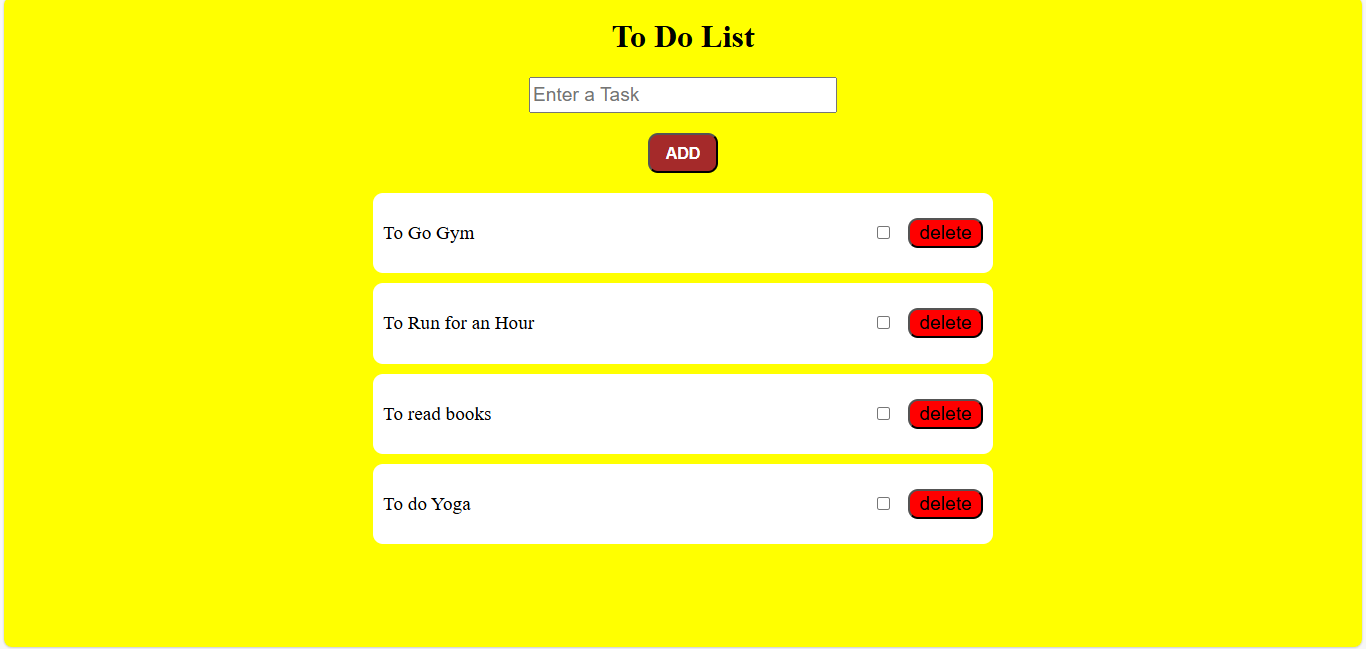 To Do List
Enter a Task
ADD
To Go Gym
delete
To Run for an Hour
delete
To read books
delete
To do Yoga
delete